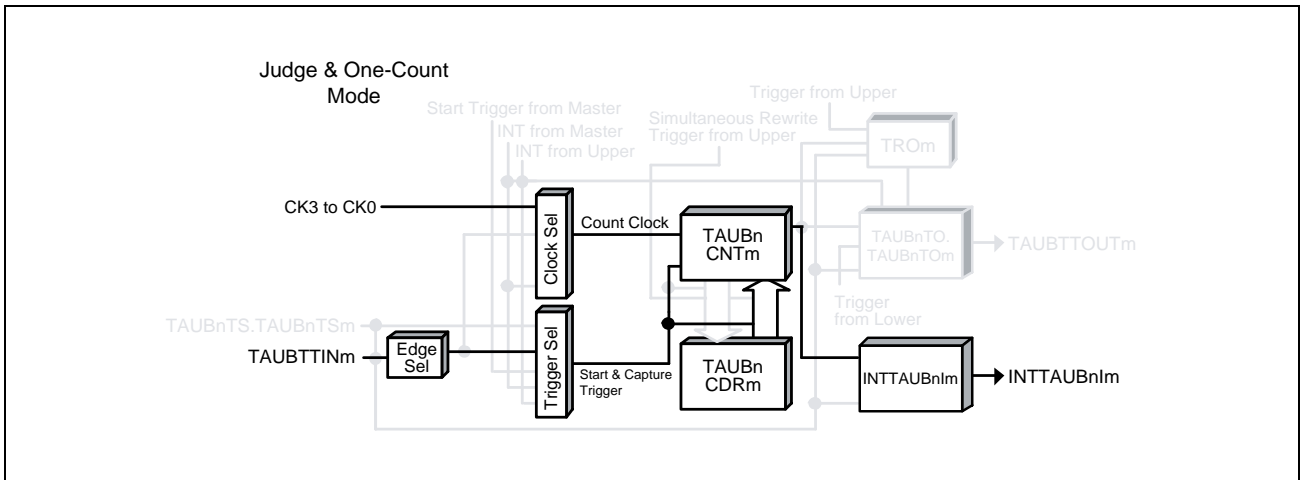 Judge & One-Count
Mode
Start Trigger from Master
INT from Master
INT from Upper
Simultaneous Rewrite
Trigger from Upper
Trigger from Upper
TROm
CK3 to CK0
Clock Sel
Count Clock
TAUBn
CNTm
TAUBnTO.
TAUBnTOm
TAUBTTOUTm
Trigger
from Lower
TAUBnTS.TAUBnTSm
TAUBTTINm
Edge
Sel
Trigger Sel
Start & Capture
Trigger
TAUBn
CDRm
INTTAUBnIm
INTTAUBnIm